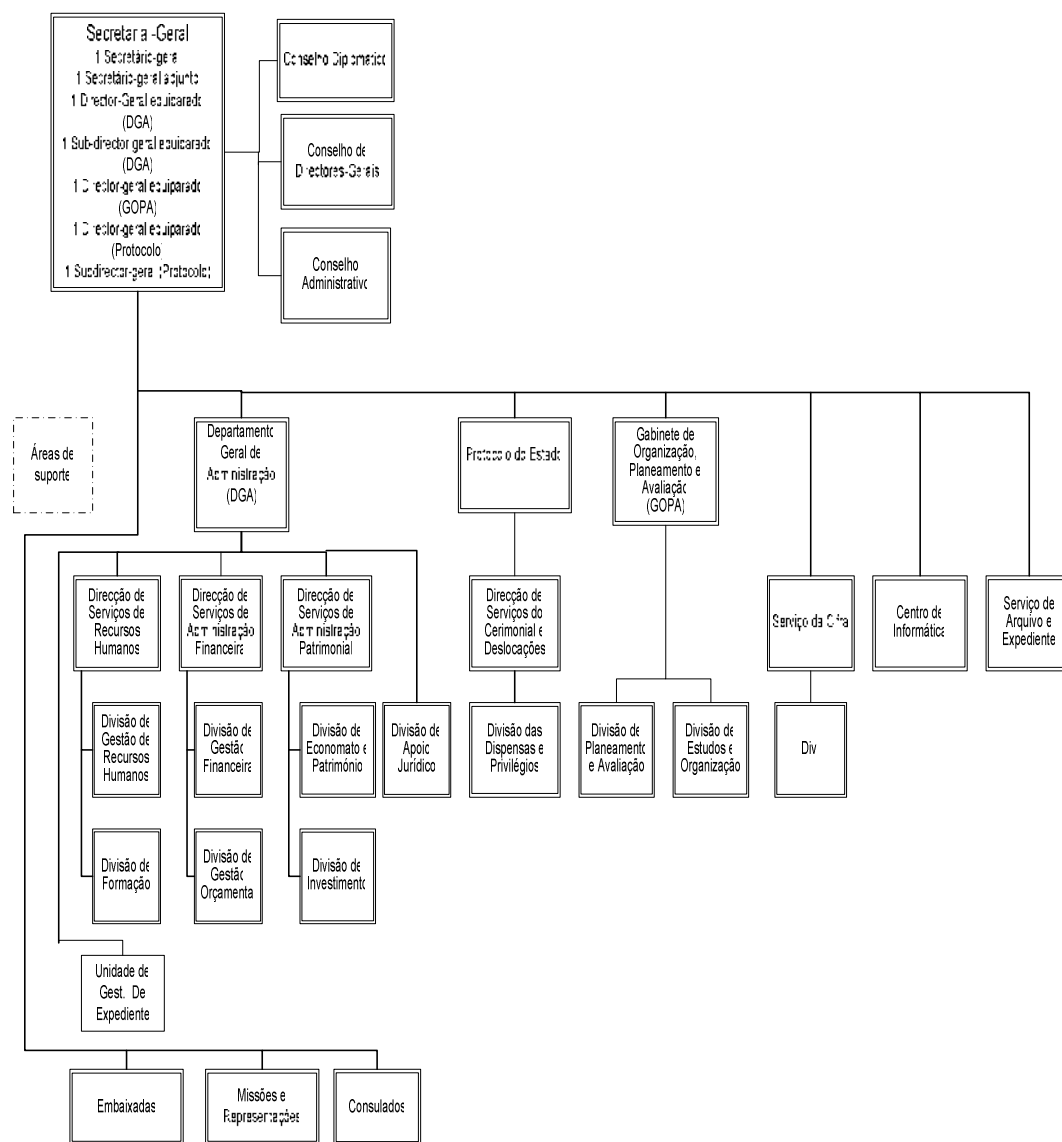 Secretaria-Geral
1 Secretário-geral
1 Secretário-geral adjunto
1 Director-Geral equiparado
(DGA)
1 Sub-director geral equiparado
(DGA)
1 Director-geral equiparado
(GOPA)
1 Director-geral equiparado
(Protocolo)
1 Subdirector-geral (Protocolo)
Conselho Diplomático
Conselho de
Directores-Gerais
Conselho
Administrativo
Áreas de
suporte
Departamento
Geral de
Administração
(DGA)
Protocolo do Estado
Gabinete de
Organização,
Planeamento e
Avaliação
(GOPA)
Direcção de
Serviços de
Recursos
Humanos
Direcção de
Serviços de
Administração
Financeira
Direcção de
Serviços de
Administração
Patrimonial
Direcção de
Serviços do
Cerimonial e
Deslocações
Serviço da Cifra
Centro de
Informática
Serviço de
Arquivo e
Expediente
Divisão de
Gestão de
Recursos
Humanos
Divisão de
Gestão
Financeira
Divisão de
Economato e
Património
Divisão de
Apoio
Jurídico
Divisão das
Dispensas e
Privilégios
Divisão de
Planeamento
e Avaliação
Divisão de
Estudos e
Organização
Div
Divisão de
Formação
Divisão de
Gestão
Orçamental
Divisão de
Investimento
Unidade de
Gest. De
Expediente
Embaixadas
Missões e
Representações
Consulados